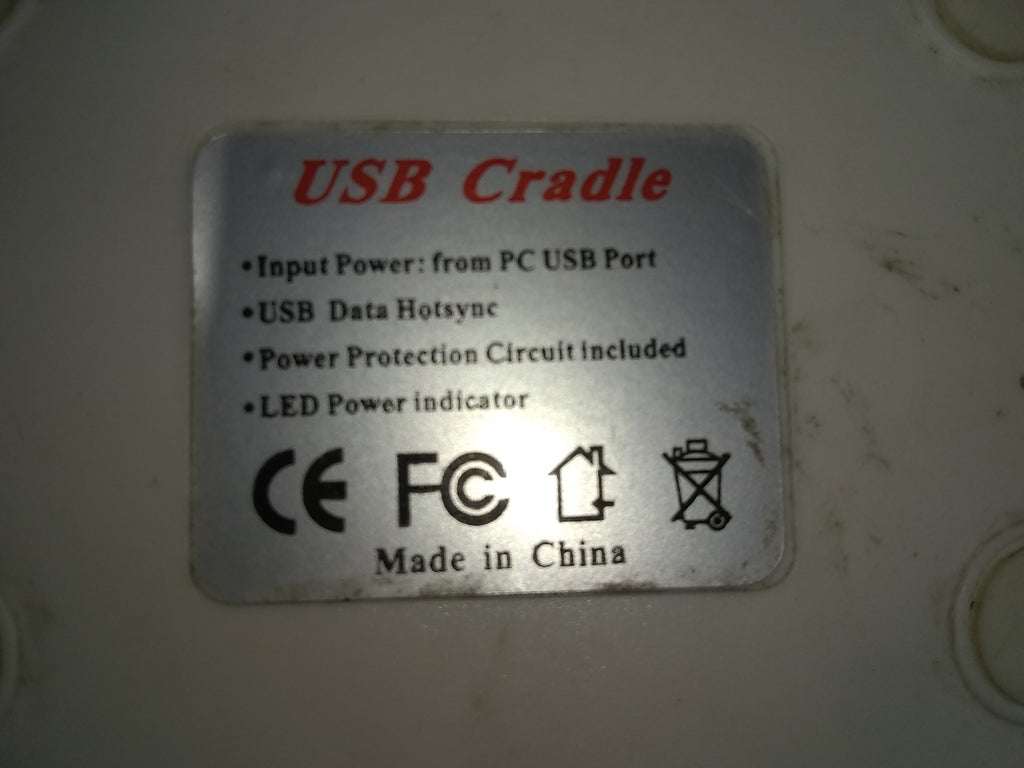 USB Cradle
•Input Power: from PC USB Port
•USB Data Hotsync
•Power Protection Circuit included
•LED Power indicator
CE FC
Made in China